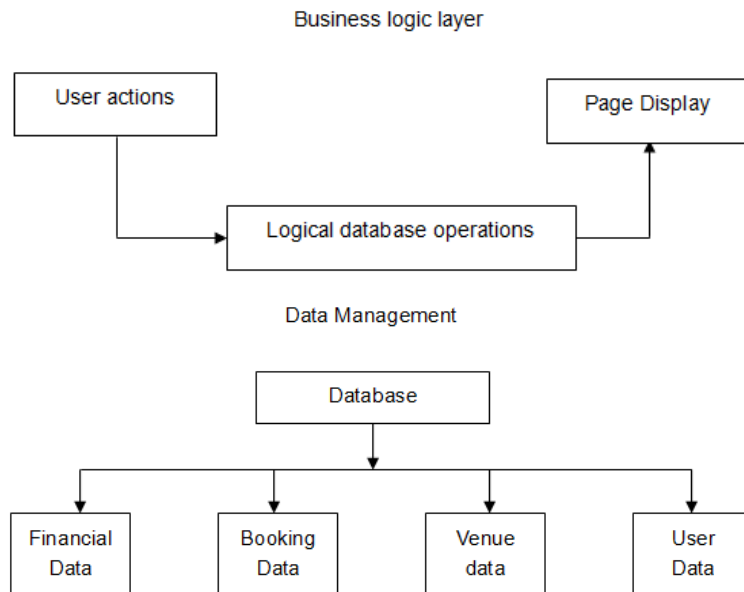 Business logic layer
User actions
Page Display
Logical database operations
Data Management
Database
Financial
Data
Booking
Data
Venue
data
User
Data